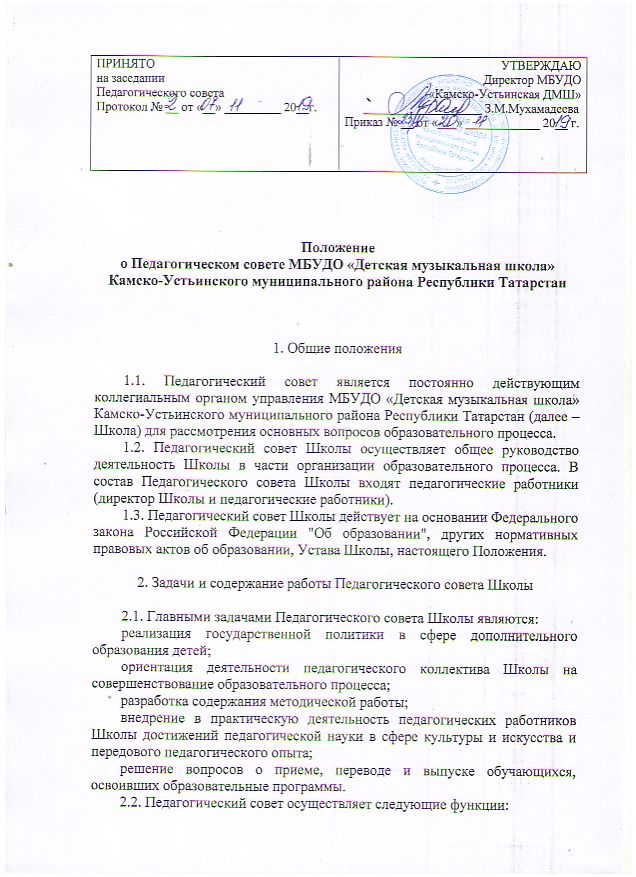 ПРИНЯТО
на заседании
Педагогического совета
Протокол № 2 от «07» 11 2019г.
УТВЕРЖДАЮ
Директор МБУДО
«Камско-Устьинская ДМШ»
З.М.Мухамадеева
Приказ № от «20» 11 2019 г.
Положение
о Педагогическом совете МБУДО «Детская музыкальная школа»
Камско-Устьинского муниципального района Республики Татарстан
1. Общие положения
1.1. Педагогический совет является постоянно действующим
коллегиальным органом управления МБУДО «Детская музыкальная школа»
Камско-Устьинского муниципального района Республики Татарстан (далее –
Школа) для рассмотрения основных вопросов образовательного процесса.
1.2. Педагогический совет Школы осуществляет общее руководство
деятельность Школы в части организации образовательного процесса. В
состав Педагогического совета Школы входят педагогические работники
(директор Школы и педагогические работники).
1.3. Педагогический совет Школы действует на основании Федерального
закона Российской Федерации "Об образовании", других нормативных
правовых актов об образовании, Устава Школы, настоящего Положения.
2. Задачи и содержание работы Педагогического совета Школы
2.1. Главными задачами Педагогического совета Школы являются:
реализация государственной политики в сфере дополнительного
образования детей;
ориентация деятельности педагогического коллектива Школы на
совершенствование образовательного процесса;
разработка содержания методической работы;
внедрение в практическую деятельность педагогических работников
Школы достижений педагогической науки в сфере культуры и искусства и
передового педагогического опыта;
решение вопросов о приеме, переводе и выпуске обучающихся,
освоивших образовательные программы.
2.2. Педагогический совет осуществляет следующие функции: